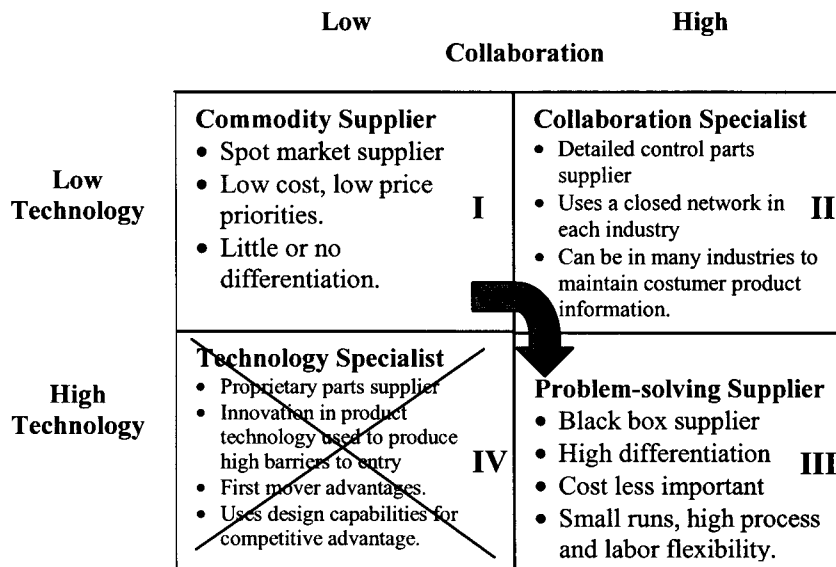 Low High
Collaboration
Low
Technology
Commodity Supplier
• Spot market supplier
• Low cost, low price
priorities.
• Little or no
differentiation.
I
Collaboration Specialist
• Detailed control parts
supplier
• Uses a closed network in
each industry
• Can be in many industries to
maintain costumer product
information.
II
High
Technology
Technology Specialist
• Proprietary parts supplier
• Innovation in product
technology used to produce
high barriers to entry
• First mover advantages.
• Uses design capabilities for
competitive advantage.
IV
Problem-solving Supplier
• Black box supplier
• High differentiation
• Cost less important
• Small runs, high process
and labor flexibility.
III